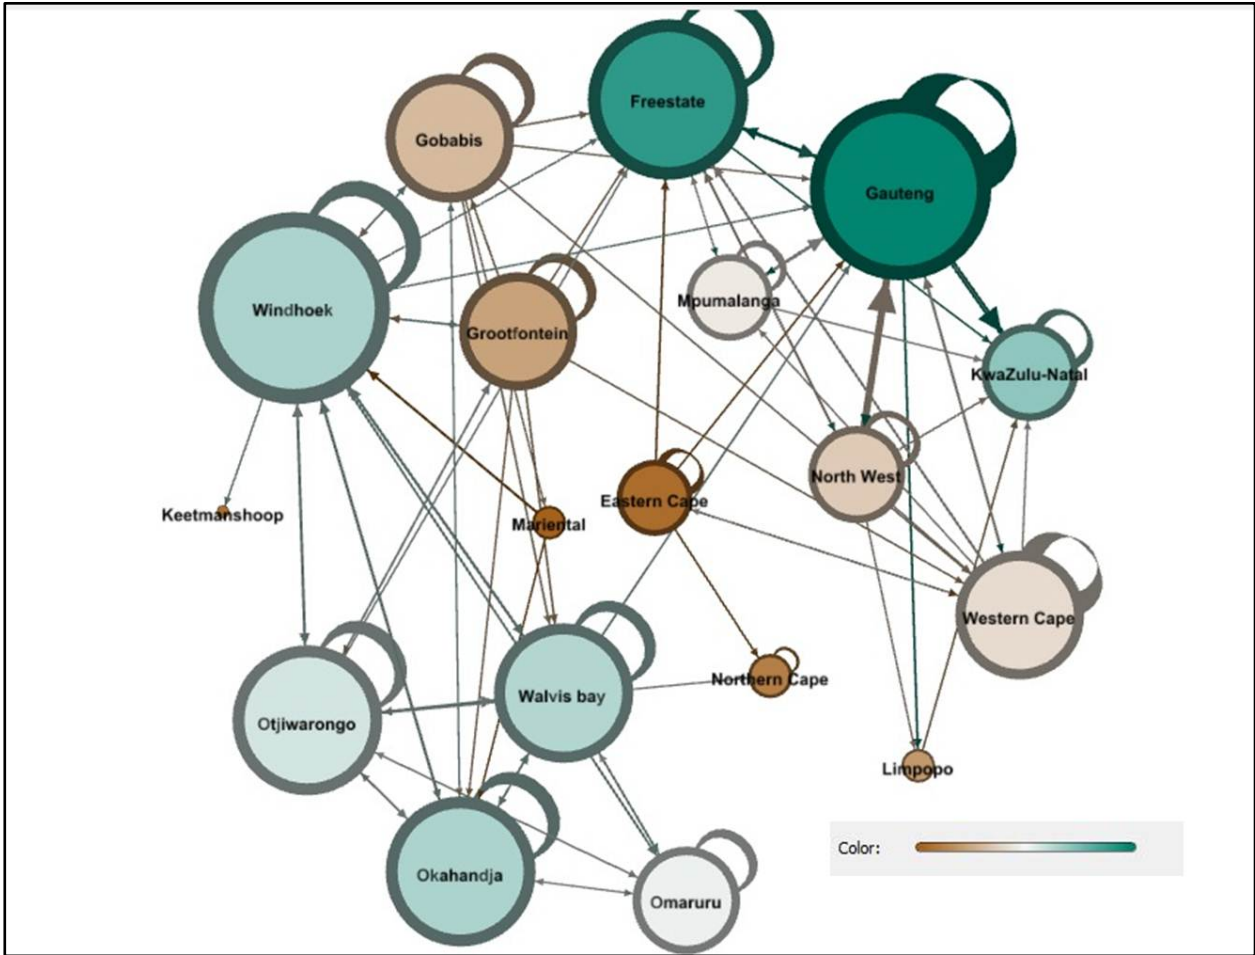 Freestate
Gobabis
Gauteng
Mpumalanga
Windhoek
Grootfontein
KwaZulu-Natal
North West
Eastern Cape
Keetmanshoop
Mariental
Western Cape
Northern Cape
Walvis bay
Otjiwarongo
Limpopo
Color:
Okahandja
Omaruru